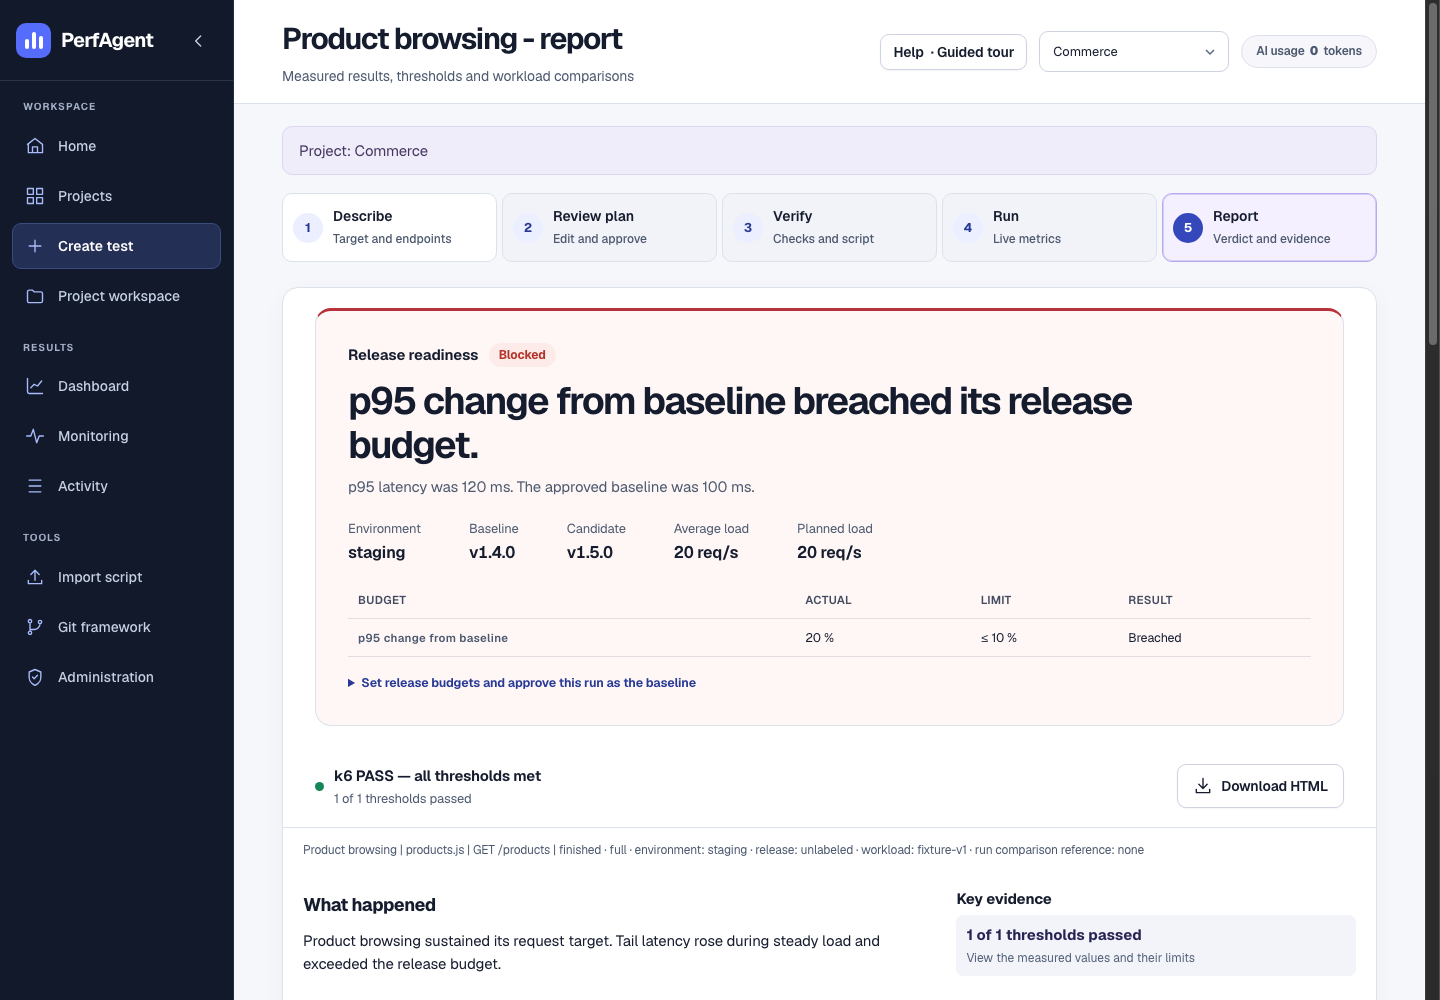 PerfAgent
WORKSPACE
Home
Projects
Create test
Project workspace
RESULTS
Dashboard
Monitoring
Activity
TOOLS
Import script
Git framework
Administration
Product browsing - report
Measured results, thresholds and workload comparisons
Help · Guided tour
Commerce
AI usage 0 tokens
Project: Commerce
1 Describe
Target and endpoints
2 Review plan
Edit and approve
3 Verify
Checks and script
4 Run
Live metrics
5 Report
Verdict and evidence
Release readiness Blocked
p95 change from baseline breached its release
budget.
p95 latency was 120 ms. The approved baseline was 100 ms.
Environment Baseline Candidate Average load Planned load
staging v1.4.0 v1.5.0 20 req/s 20 req/s
BUDGET ACTUAL LIMIT RESULT
p95 change from baseline 20 % ≤ 10 % Breached
Set release budgets and approve this run as the baseline
k6 PASS — all thresholds met
1 of 1 thresholds passed
Download HTML
Product browsing | products.js | GET /products | finished · full · environment: staging · release: unlabeled · workload: fixture-v1 · run comparison reference: none
What happened
Product browsing sustained its request target. Tail latency rose during steady load and
exceeded the release budget.
Key evidence
1 of 1 thresholds passed
View the measured values and their limits